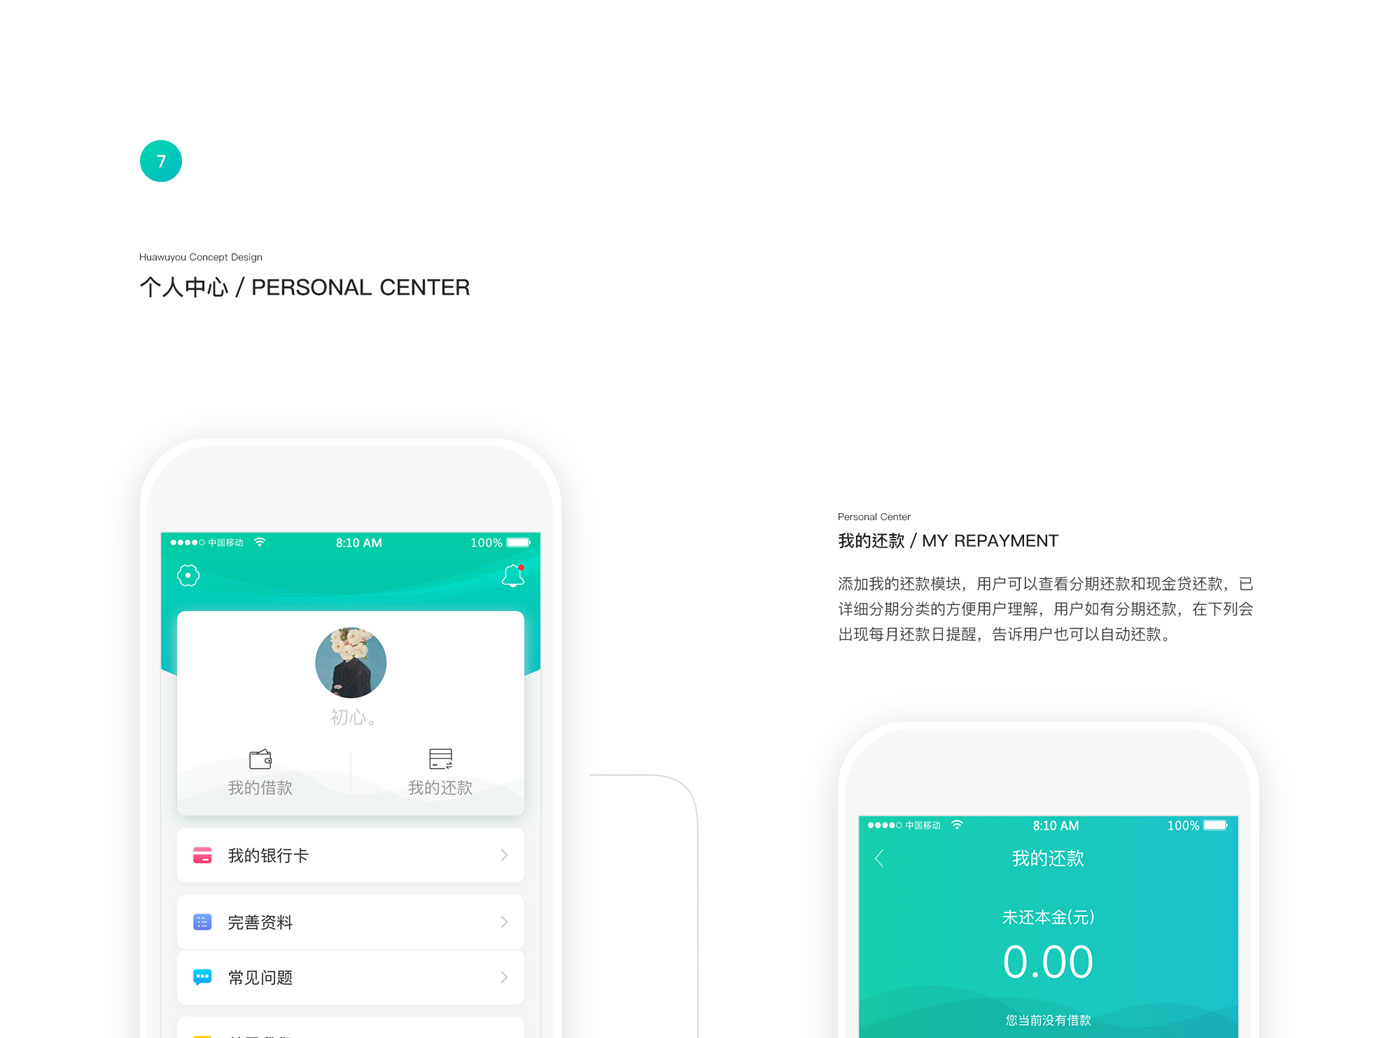 7
Huawuyou Concept Design
个人中心 / PERSONAL CENTER
中国移动 8:10 AM 100%
初心。
我的借款 我的还款
我的银行卡
完善资料
常见问题
Personal Center
我的还款 / MY REPAYMENT
添加我的还款模块，用户可以查看分期还款和现金贷还款，已
详细分期分类的方便用户理解，用户如有分期还款，在下列会
出现每月还款日提醒，告诉用户也可以自动还款。
中国移动 8:10 AM 100%
我的还款
未还本金(元)
0.00
您当前没有借款